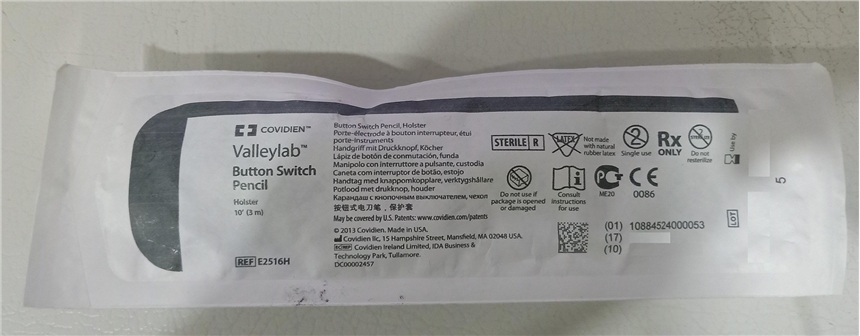 COVIDIEN™
Valleylab™
Button Switch
Pencil
Holster
10' (3 m)
REF E2516H
Button Switch Pencil, Holster
Porte-électrode à bouton interrupteur, étui
porte-instruments
Handgriff mit Druckknopf, Köcher
Lápiz de botón de conmutación, funda
Manipolo con interruttore a pulsante, custodia
Caneta com interruptor de botão, estojo
Handtag med knappomkopplare, verktygshållare
Potlood met drukknop, houder
Карандаш с кнопочным выключателем, чехол
按钮式电刀笔、保护套
May be covered by U.S. Patents: www.covidien.com/patents
© 2013 Covidien. Made in USA.
Covidien llc, 15 Hampshire Street, Mansfield, MA 02048 USA.
EC REP Covidien Ireland Limited, IDA Business &
Technology Park, Tullamore.
DC00002457
STERILE R
LATEX
Not made
with natural
rubber latex
2
Single use
Rx
ONLY
STERILIZE
Do not
resterilize
Use by
Do not use if
package is opened
or damaged
Consult
instructions
for use
ME20
CE
0086
(01) 10884524000053
(17)
(10)
LOT
5